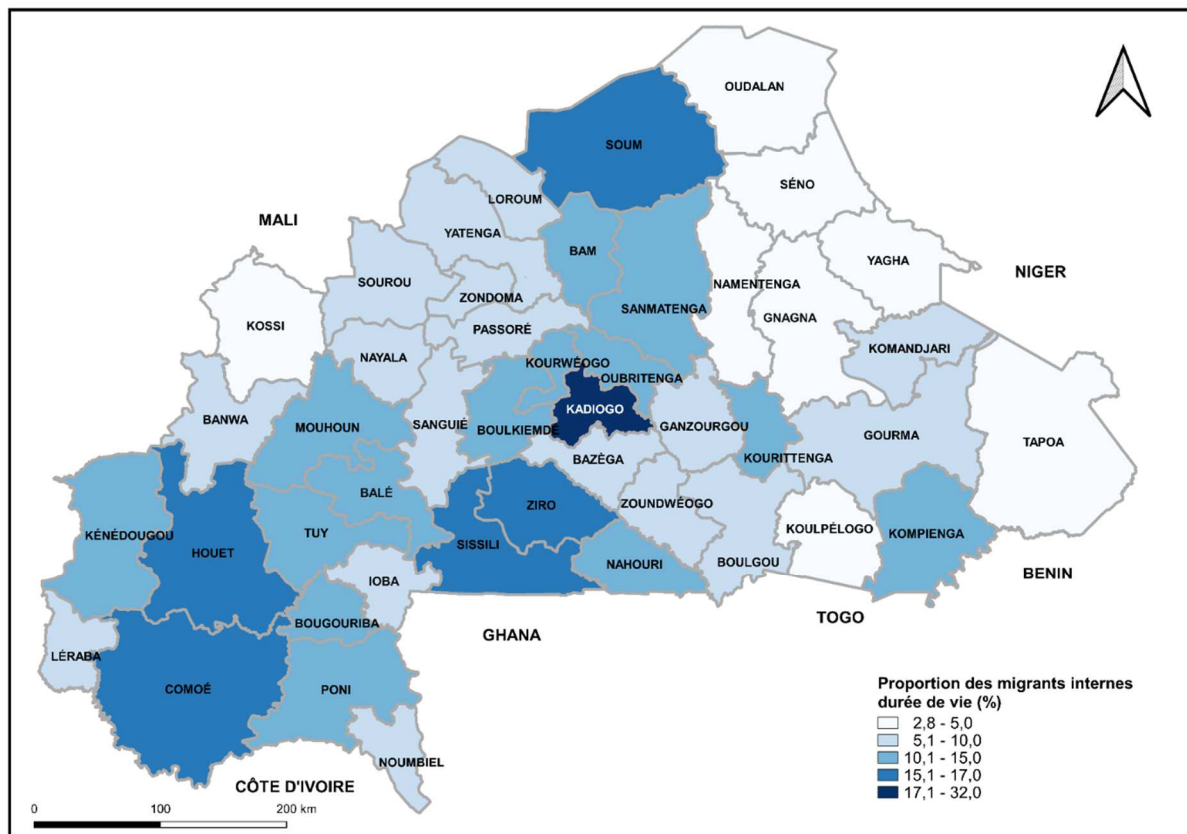 OUDALAN
SOUM
SÉNO
LOROUM
MALI
YATENGA
BAM
YAGHA
NIGER
SOUROU
NAMENTENGA
ZONDOMA
SANMATENGA
GNAGNA
KOSSI
PASSORÉ
KOMANDJARI
NAYALA
KOURWÉOGO
OUBRITENGA
KADIOGO
BANWA
SANGUIÉ
MOUHOUN
BOULKIEMDÉ
GANZOURGOU
GOURMA
TAPOA
BAZÈGA
KOURITTENGA
BALÉ
ZIRO
ZOUNDWÉOGO
KÉNÉDOUGOU
TUY
KOULPÉLOGO
KOMPIENGA
HOUET
SISSILI
NAHOURI
BOULGOU
IOBA
BENIN
BOUGOURIBA
TOGO
GHANA
LÉRABA
COMOÉ
PONI
NOUMBIEL
CÔTE D'IVOIRE
Proportion des migrants internes
durée de vie (%)
2,8 - 5,0
5,1 - 10,0
10,1 - 15,0
15,1 - 17,0
17,1 - 32,0
0 100 200 km